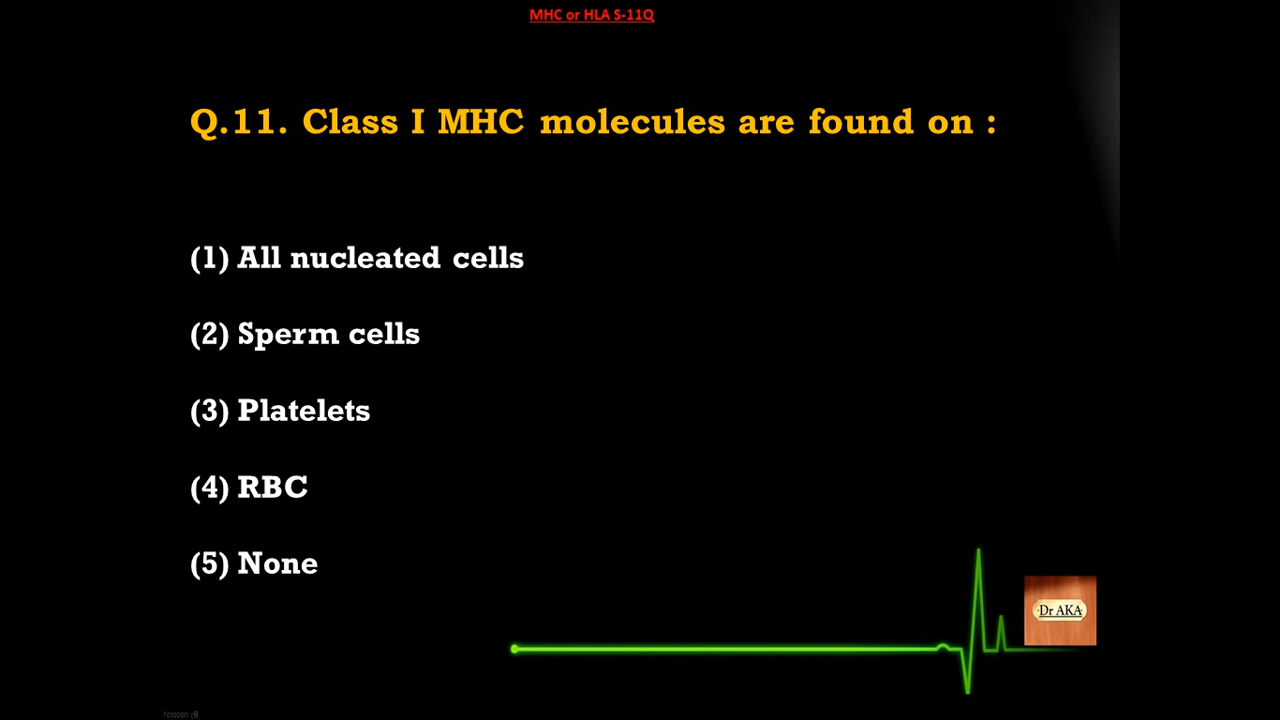 MHC or HLA S-11Q
Q.11. Class I MHC molecules are found on :
(1) All nucleated cells
(2) Sperm cells
(3) Platelets
(4) RBC
(5) None
Dr AKA